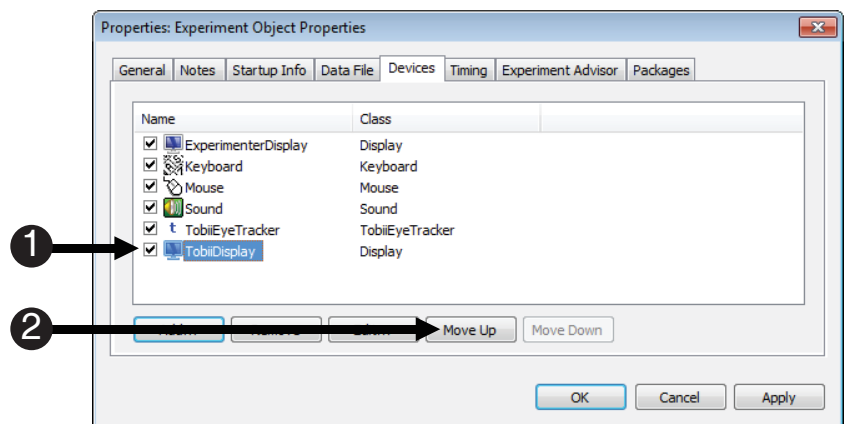 Properties: Experiment Object Properties
General Notes Startup Info Data File Devices Timing Experiment Advisor Packages
Name Class
ExperimenterDisplay Display
Keyboard Keyboard
Mouse Mouse
Sound Sound
t TobiiEyeTracker TobiiEyeTracker
1 TobiiDisplay Display
2 Move Up Move Down
OK Cancel Apply